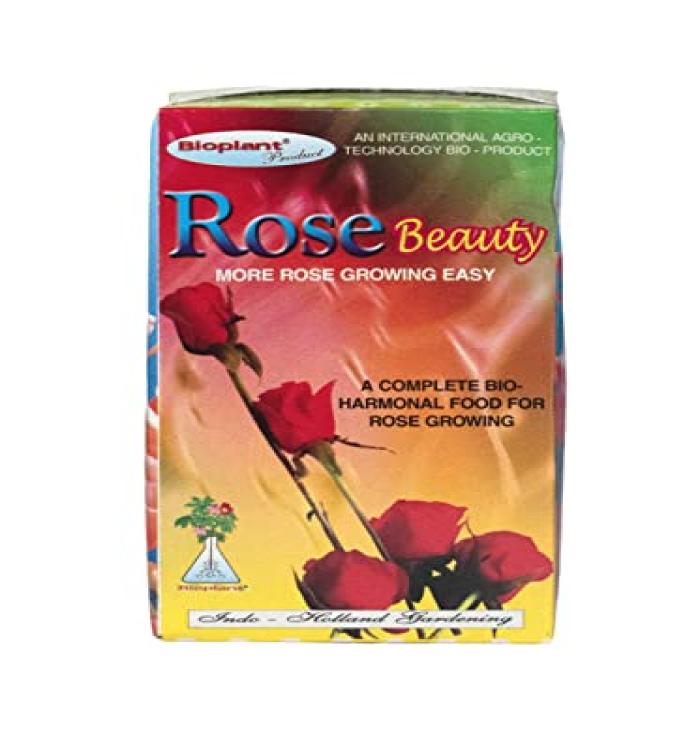 Bioplant®
Product
AN INTERNATIONAL AGRO -
TECHNOLOGY BIO - PRODUCT
Rose Beauty
MORE ROSE GROWING EASY
A COMPLETE BIO-
HARMONAL FOOD FOR
ROSE GROWING
Bioplant®
Indo - Holland Gardening